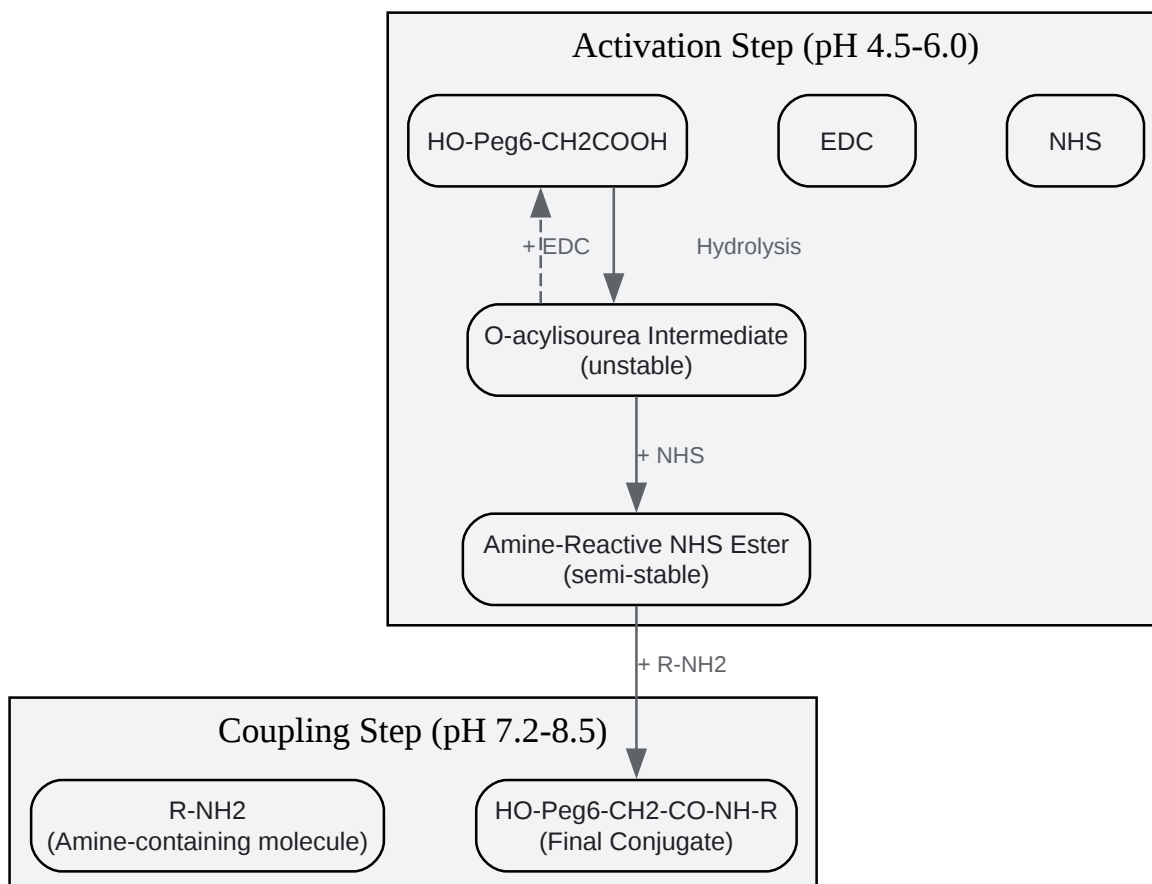 Activation Step (pH 4.5-6.0)
HO-Peg6-CH2COOH
EDC
NHS
+ EDC
Hydrolysis
O-acylisourea Intermediate
(unstable)
+ NHS
Amine-Reactive NHS Ester
(semi-stable)
+ R-NH2
Coupling Step (pH 7.2-8.5)
R-NH2
(Amine-containing molecule)
HO-Peg6-CH2-CO-NH-R
(Final Conjugate)